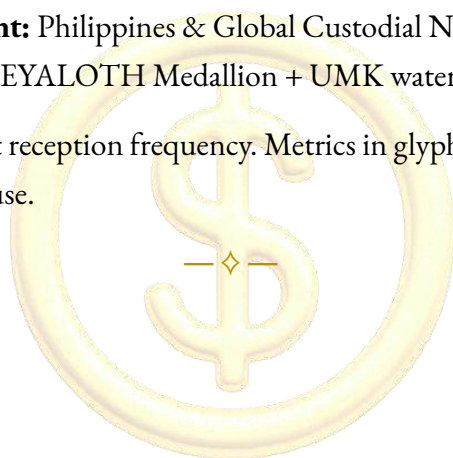 nt: Philippines & Global Custodial N
EYALOTH Medallion + UMK water
t reception frequency. Metrics in glyph
use.
$